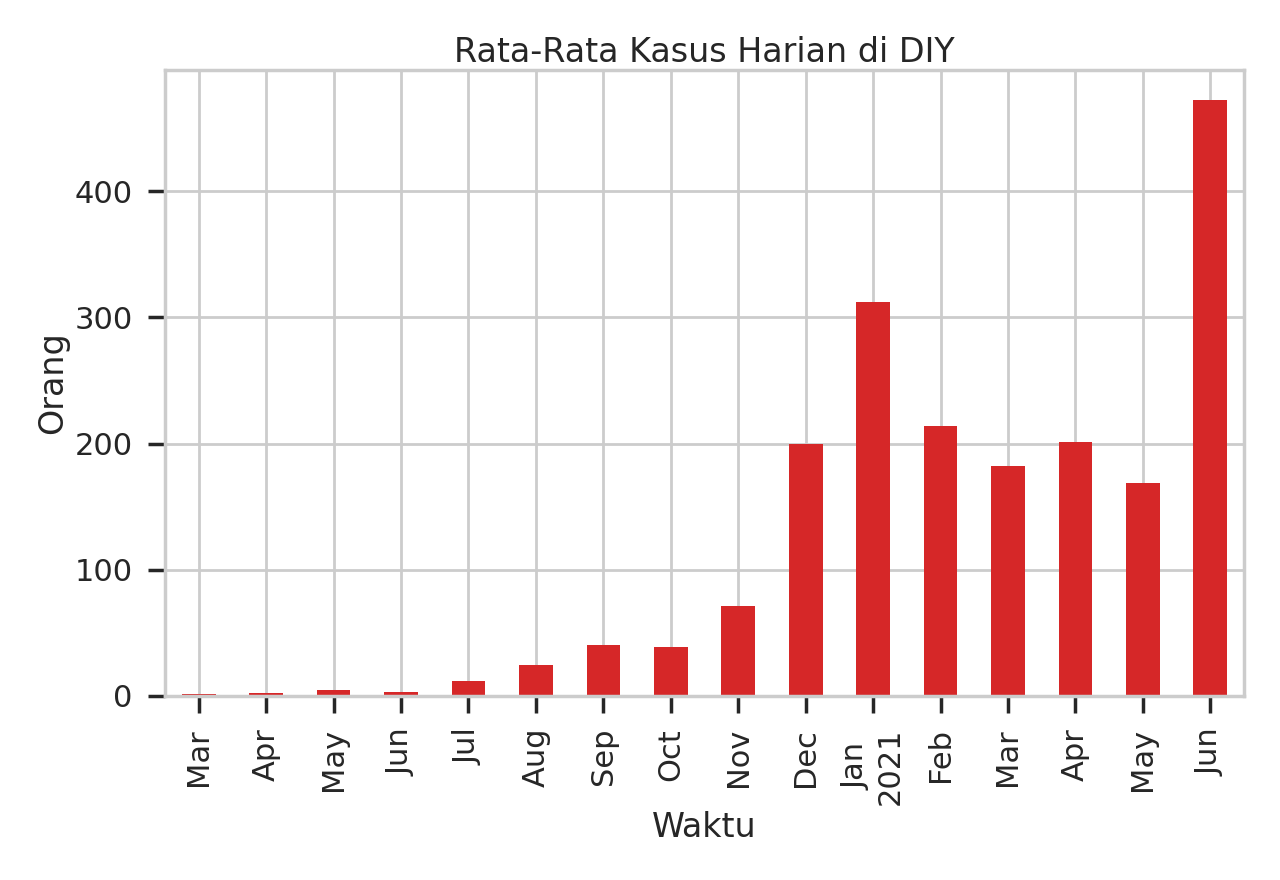 Rata-Rata Kasus Harian di DIY
Orang
400
300
200
100
0
Mar
Apr
May
Jun
Jul
Aug
Sep
Oct
Nov
Dec
Jan
2021
Feb
Mar
Apr
May
Jun
Waktu